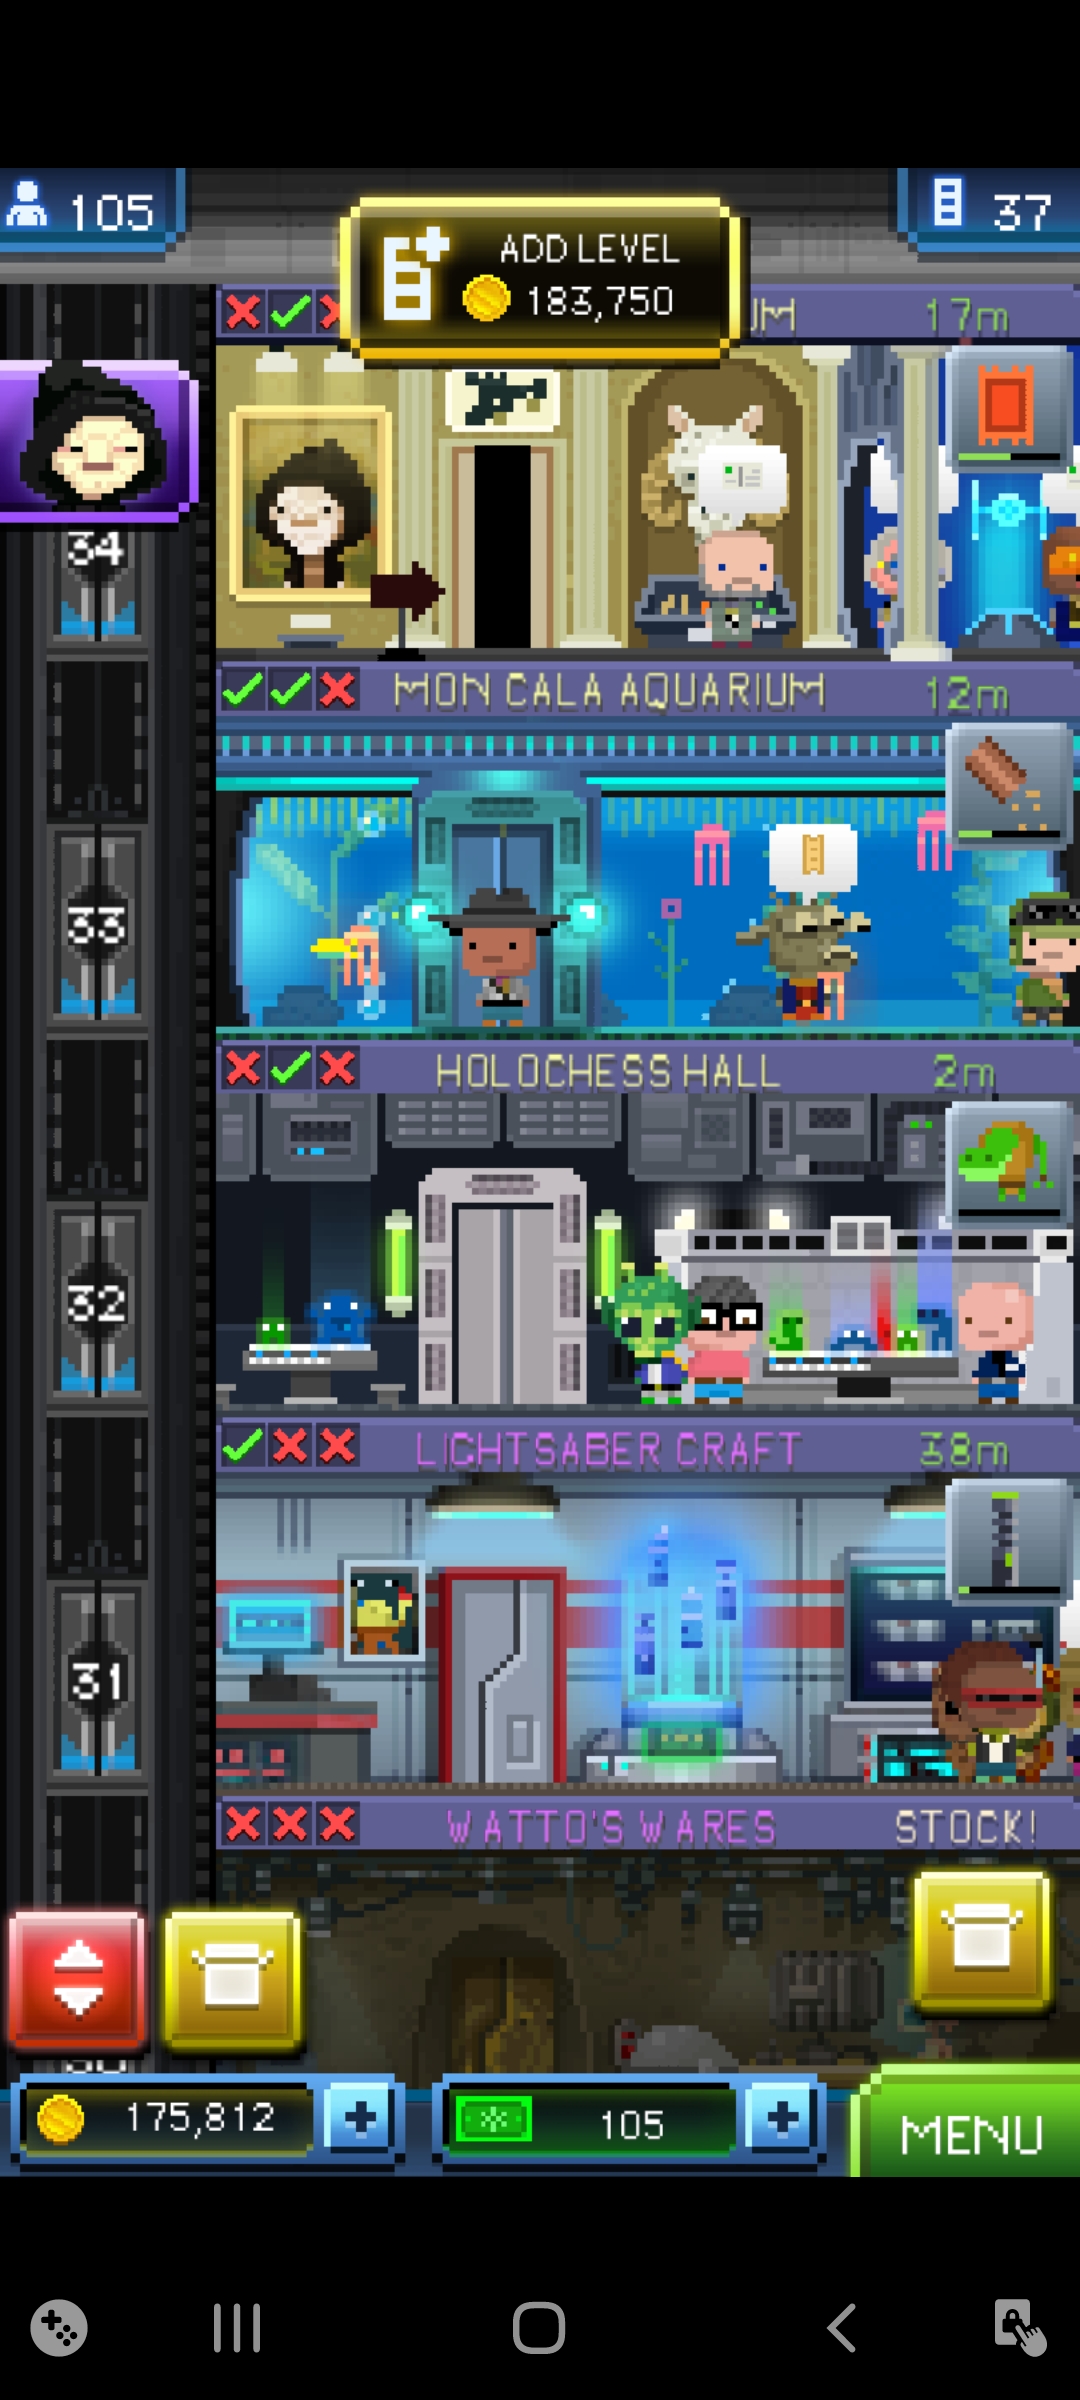 105
ADD LEVEL
183,750
37
UM
17m
34
MON CALA AQUARIUM
12m
33
HOLOCHESS HALL
2m
32
LIGHTSABER CRAFT
38m
31
WATTO'S WARES
STOCK!
175,812
105
MENU